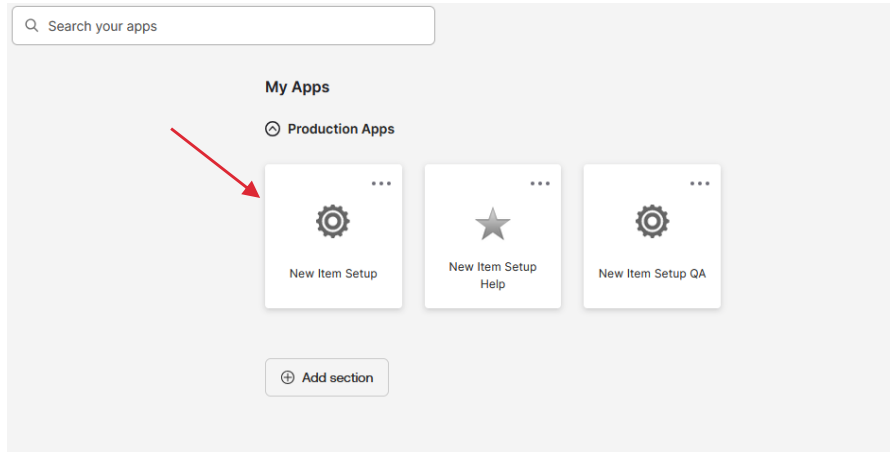 Search your apps
My Apps
Production Apps
New Item Setup
New Item Setup
Help
New Item Setup QA
Add section